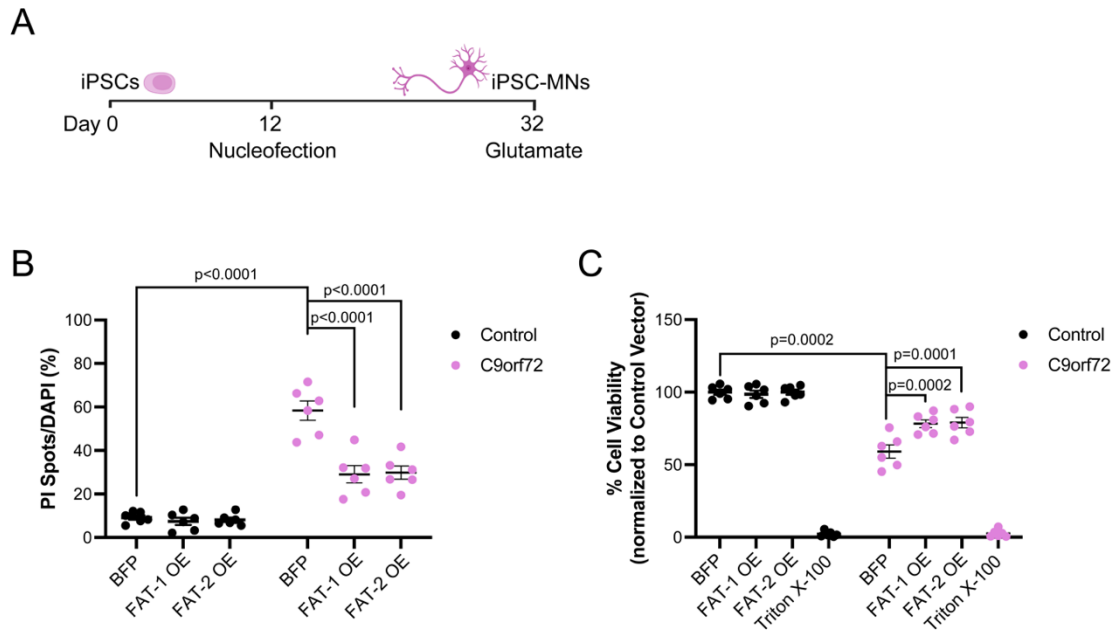 A
iPSCs
iPSC-MNs
Day 0
12
32
Nucleofection
Glutamate
B
p<0.0001
p<0.0001
p<0.0001
PI Spots/DAPI (%)
100
80
60
40
20
0
BFP
FAT-1 OE
FAT-2 OE
BFP
FAT-1 OE
FAT-2 OE
Control
C9orf72
C
% Cell Viability
(normalized to Control Vector)
150
100
50
0
p=0.0002
p=0.0001
p=0.0002
BFP
FAT-1 OE
FAT-2 OE
Triton X-100
BFP
FAT-1 OE
FAT-2 OE
Triton X-100
Control
C9orf72